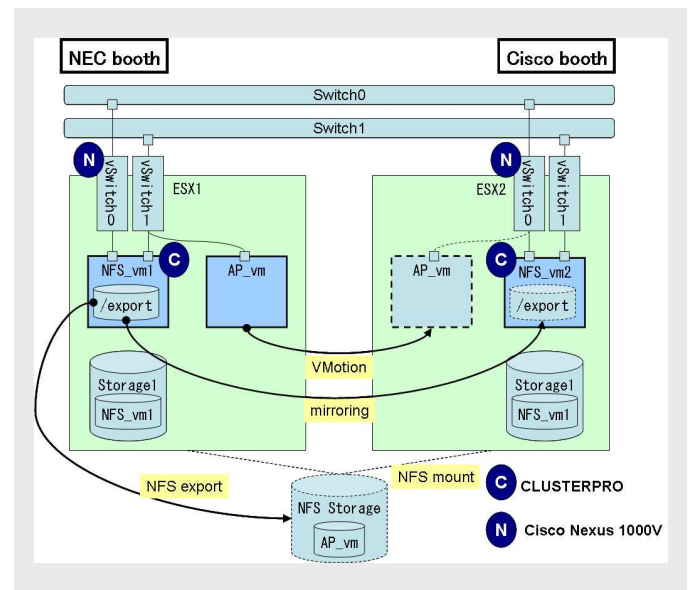 NEC booth
Cisco booth
Switch0
Switch1
N
vSwitch0
vSwitch1
ESX1
N
ESX2
vSwitch0
vSwitch1
C
NFS_vm1
/export
AP_vm
AP_vm
C
NFS_vm2
/export
VMotion
mirroring
Storage1
NFS_vm1
Storage1
NFS_vm1
NFS export
NFS mount
NFS Storage
AP_vm
C CLUSTERPRO
N Cisco Nexus 1000V